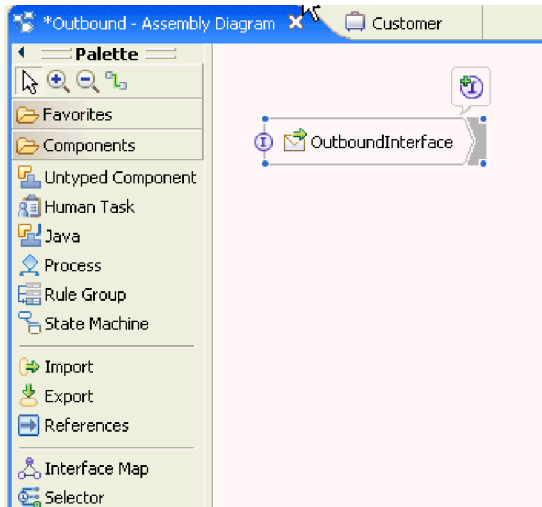 *Outbound - Assembly Diagram
Customer
Palette
Favorites
Components
Untyped Component
Human Task
Java
Process
Rule Group
State Machine
Import
Export
References
Interface Map
Selector
I
I OutboundInterface